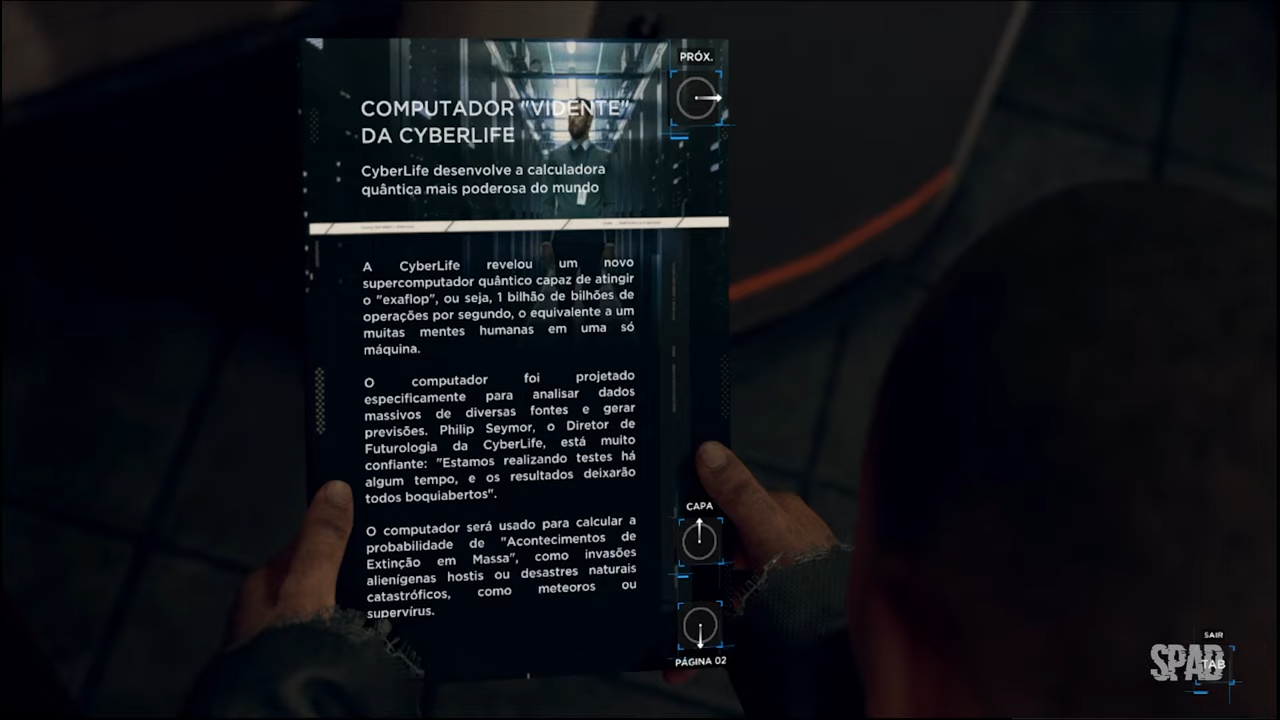 PRÓX.
COMPUTADOR "VIDENTE"
DA CYBERLIFE
CyberLife desenvolve a calculadora
quântica mais poderosa do mundo
A CyberLife revelou um novo
supercomputador quântico capaz de atingir
o "exaflop", ou seja, 1 bilhão de bilhões de
operações por segundo, o equivalente a um
muitas mentes humanas em uma só
máquina.
O computador foi projetado
especificamente para analisar dados
massivos de diversas fontes e gerar
previsões. Philip Seymor, o Diretor de
Futurologia da CyberLife, está muito
confiante: "Estamos realizando testes há
algum tempo, e os resultados deixarão
todos boquiabertos".
O computador será usado para calcular a
probabilidade de "Acontecimentos de
Extinção em Massa", como invasões
alienígenas hostis ou desastres naturais
catastróficos, como meteoros ou
supervírus.
CAPA
PÁGINA 02
SAIR
TAB
SPAD